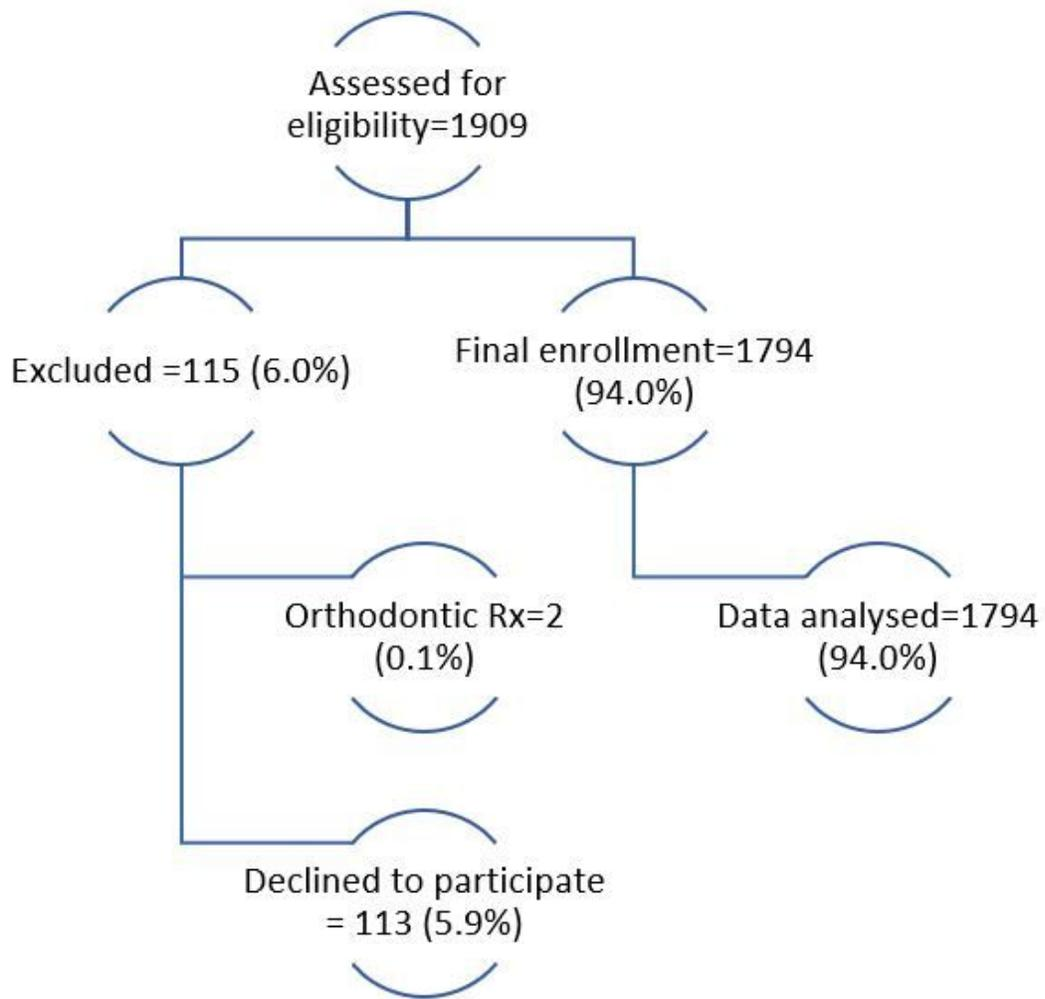 Assessed for
eligibility=1909
Excluded =115 (6.0%)
Final enrollment=1794
(94.0%)
Orthodontic Rx=2
(0.1%)
Data analysed=1794
(94.0%)
Declined to participate
= 113 (5.9%)